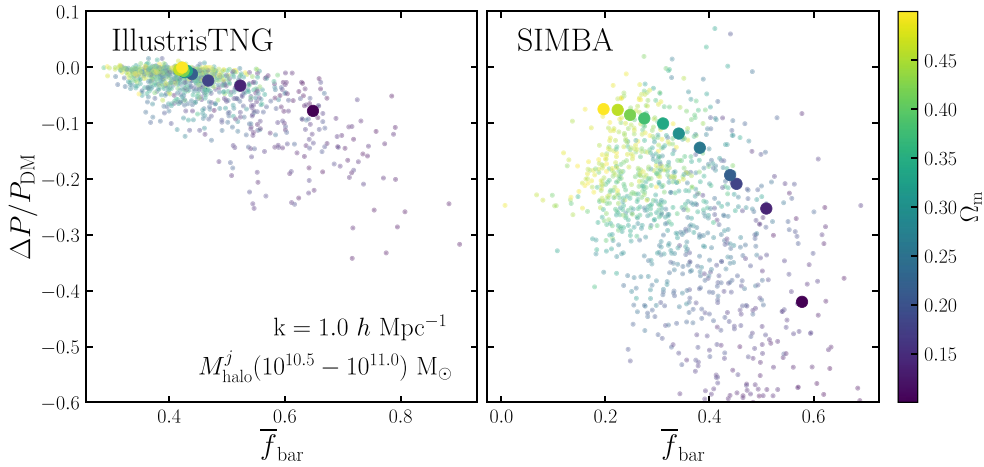 IllustrisTNG
SIMBA
0.1
0.0
−0.1
−0.2
−0.3
−0.4
−0.5
−0.6
ΔP/P_DM
k = 1.0 h Mpc⁻¹
M^j_halo(10^10.5 − 10^11.0) M_⊙
0.4 0.6 0.8
f̅_bar
0.0 0.2 0.4 0.6
f̅_bar
0.45
0.40
0.35
0.30
0.25
0.20
0.15
Ω_m